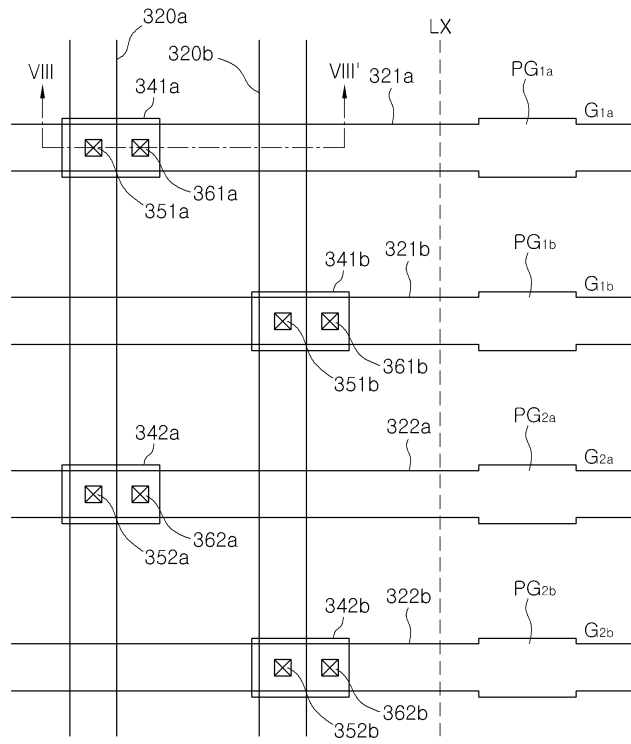 320a
320b
LX
VIII
VIII'
341a
321a
PG1a
G1a
351a
361a
341b
321b
PG1b
G1b
351b
361b
342a
322a
PG2a
G2a
352a
362a
342b
322b
PG2b
G2b
352b
362b